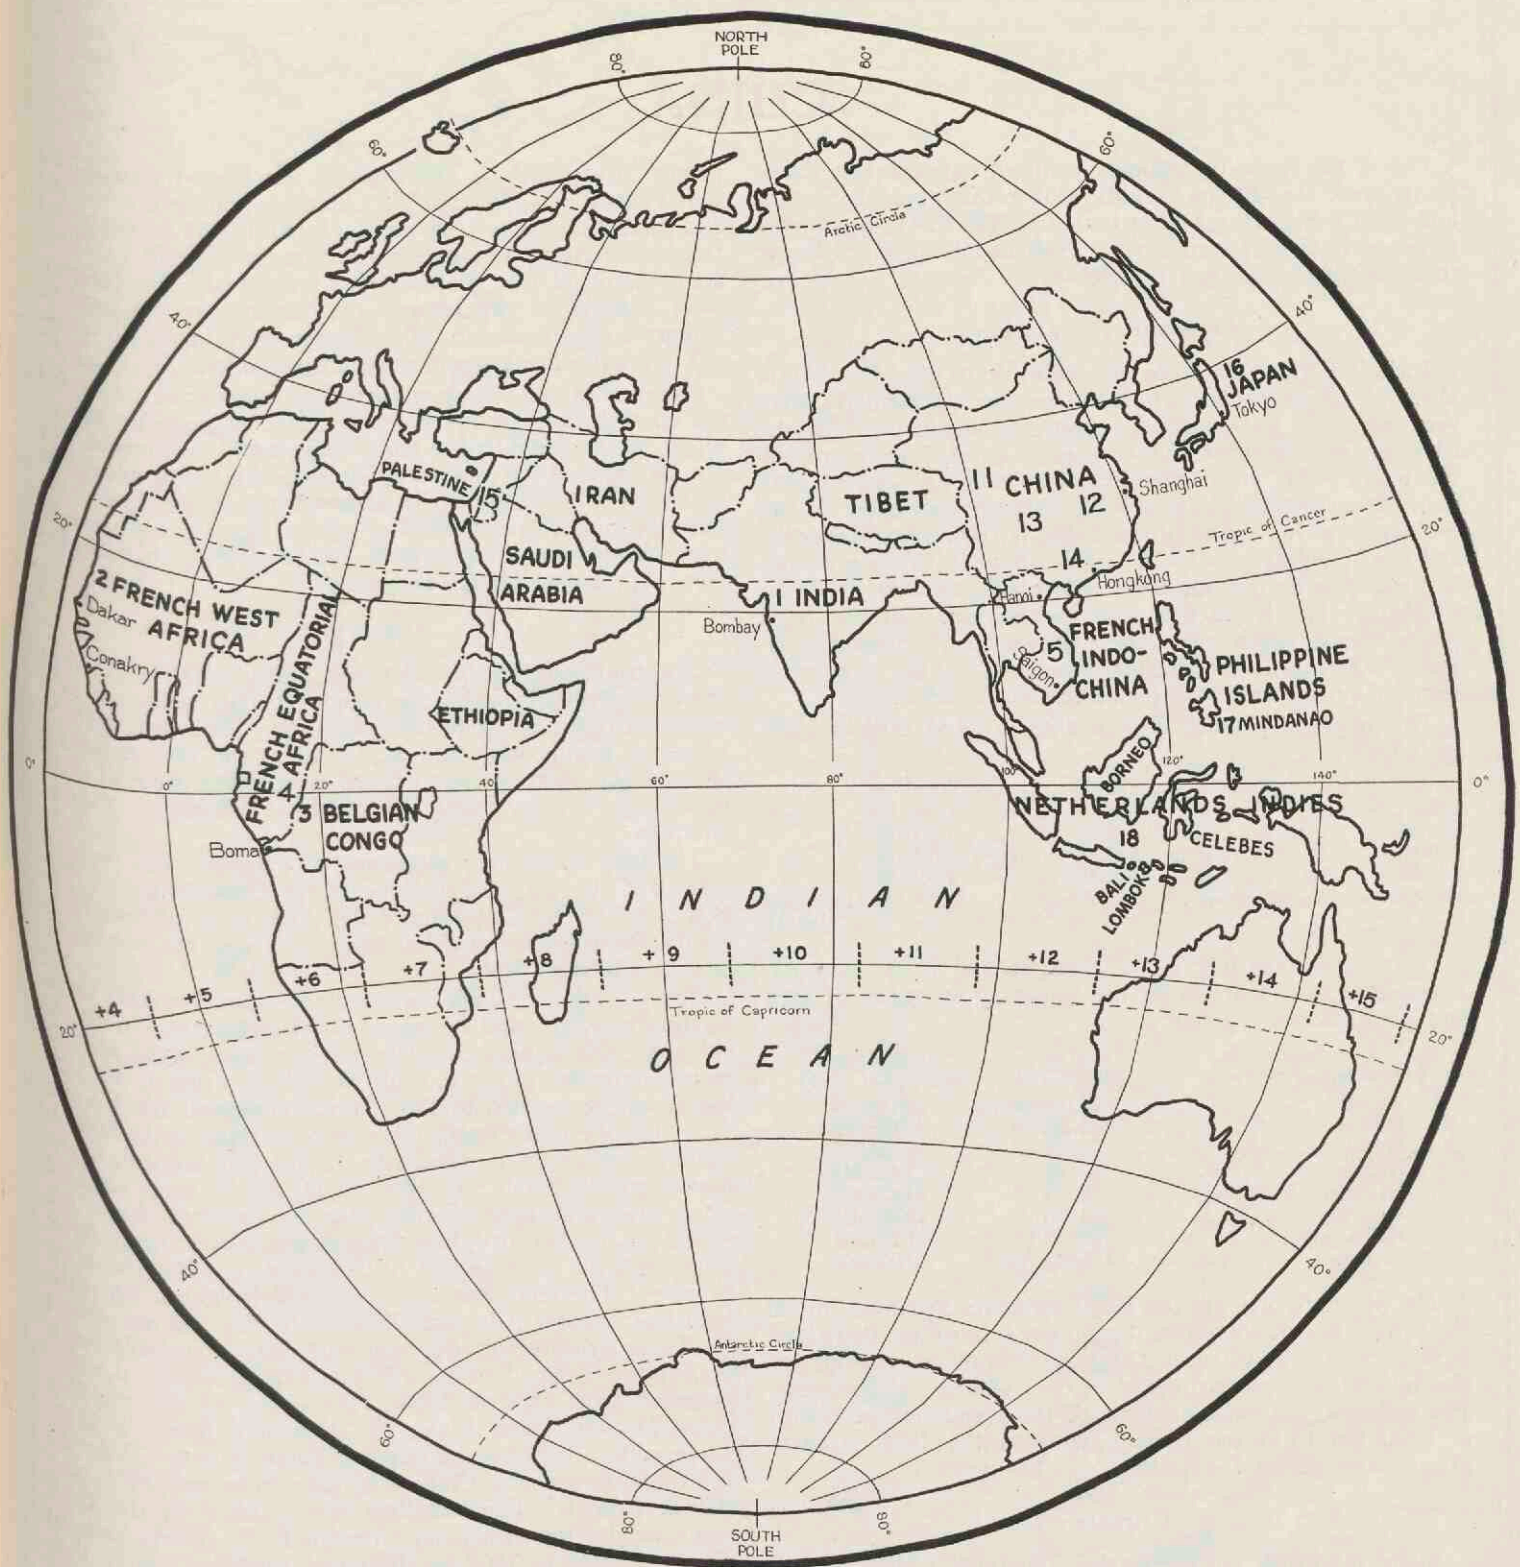 NORTH
POLE
80°
80°
60°
60°
Arctic Circle
40°
40°
16
JAPAN
Tokyo
PALESTINE 15
IRAN
TIBET
11 CHINA
13
12
Shanghai
20°
Tropic of Cancer
20°
SAUDI
ARABIA
14
Hongkong
Hanoi
1 INDIA
Bombay
2 FRENCH WEST
AFRICA
Dakar
Conakry
FRENCH EQUATORIAL
4 AFRICA
ETHIOPIA
FRENCH
INDO-
CHINA
5
Saigon
PHILIPPINE
ISLANDS
17 MINDANAO
BORNEO
0°
0°
20°
40°
60°
80°
100°
120°
140°
0°
3 BELGIAN
CONGO
Boma
NETHERLANDS INDIES
18
CELEBES
BALI
LOMBOK
INDIAN
+4
+5
+6
+7
+8
+9
+10
+11
+12
+13
+14
+15
20°
Tropic of Capricorn
20°
OCEAN
40°
40°
Antarctic Circle
60°
60°
80°
80°
SOUTH
POLE